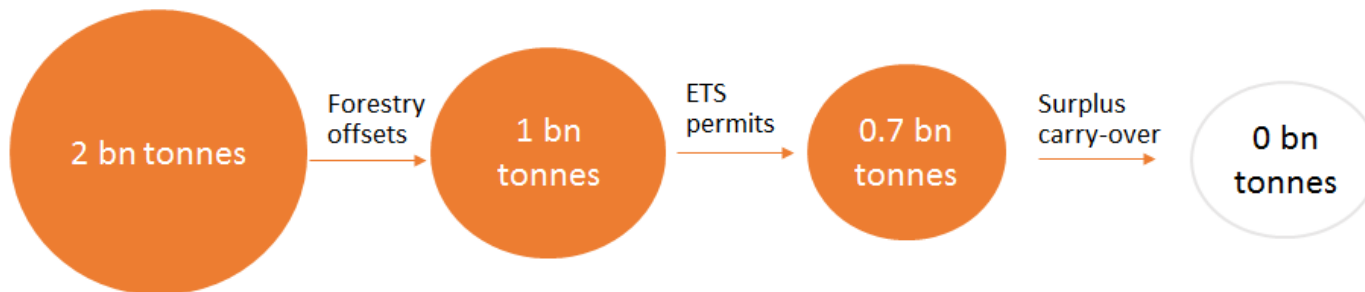 2 bn tonnes
Forestry
offsets
1 bn
tonnes
ETS
permits
0.7 bn
tonnes
Surplus
carry-over
0 bn
tonnes